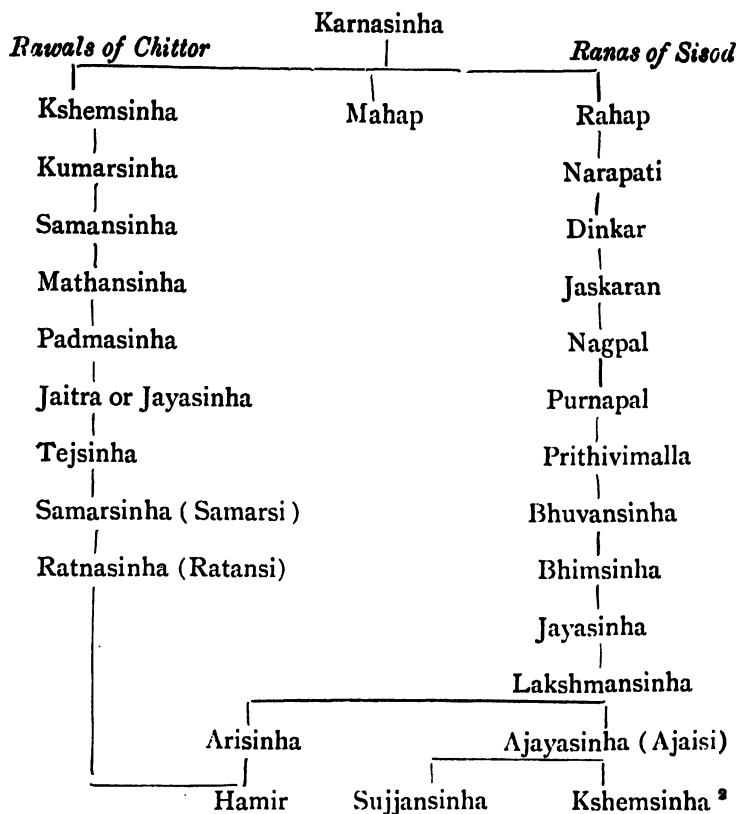 Karnasinha
Rawals of Chittor Ranas of Sisod
Kshemsinha Mahap Rahap
Kumarsinha Narapati
Samansinha Dinkar
Mathansinha Jaskaran
Padmasinha Nagpal
Jaitra or Jayasinha Purnapal
Tejsinha Prithivimalla
Samarsinha ( Samarsi ) Bhuvansinha
Ratnasinha (Ratansi) Bhimsinha
Jayasinha
Lakshmansinha
Arisinha Ajayasinha ( Ajaisi )
Hamir Sujjansinha Kshemsinha ²